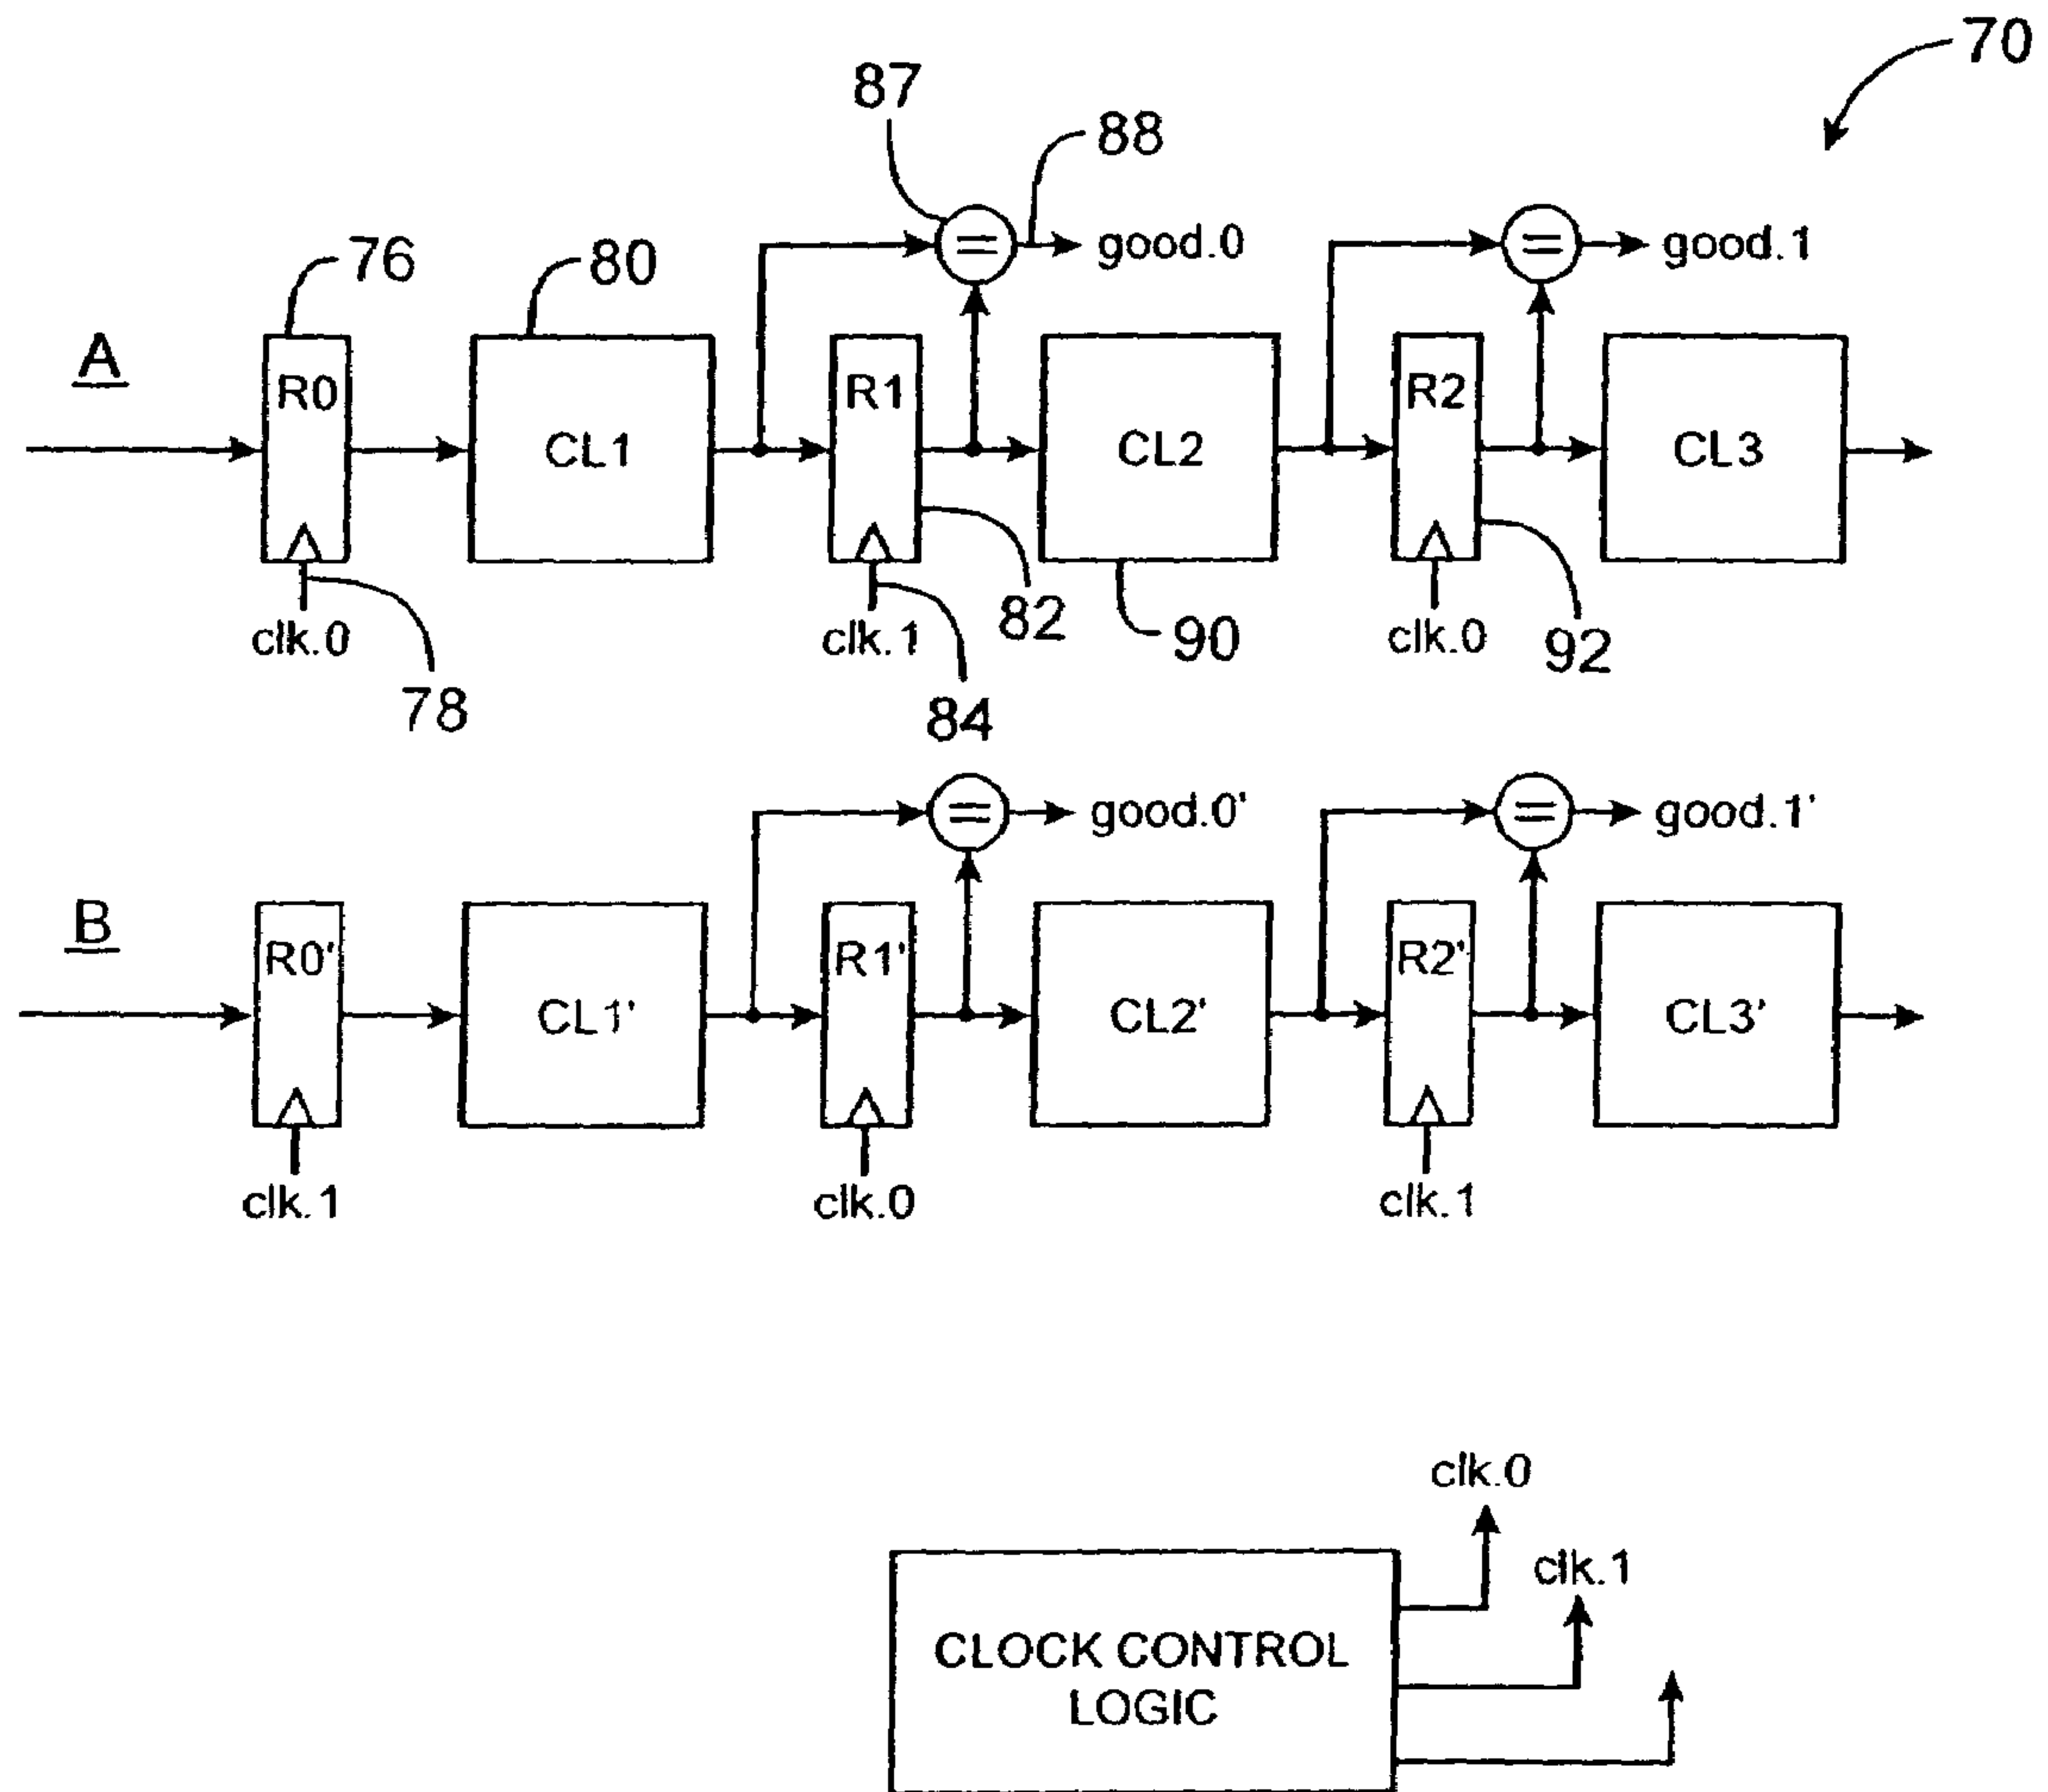 70
87
88
good.0
good.1
76
80
A
R0
CL1
R1
CL2
R2
CL3
clk.0
78
clk.1
84
82
90
clk.0
92
good.0'
good.1'
B
R0'
CL1'
R1'
CL2'
R2'
CL3'
clk.1
clk.0
clk.1
clk.0
clk.1
CLOCK CONTROL
LOGIC